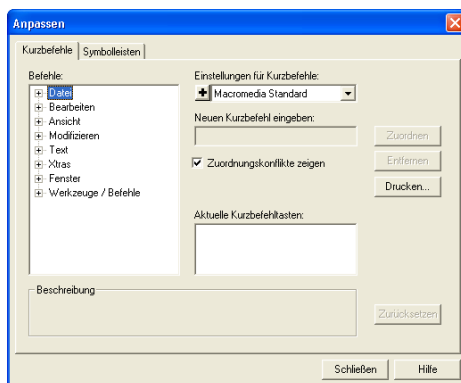 Anpassen
Kurzbefehle
Symbolleisten
Befehle:
Datei
Bearbeiten
Ansicht
Modifizieren
Text
Xtras
Fenster
Werkzeuge / Befehle
Einstellungen für Kurzbefehle:
Macromedia Standard
Neuen Kurzbefehl eingeben:
Zuordnen
Zuordnungskonflikte zeigen
Entfernen
Drucken...
Aktuelle Kurzbefehltasten:
Beschreibung
Zurücksetzen
Schließen
Hilfe